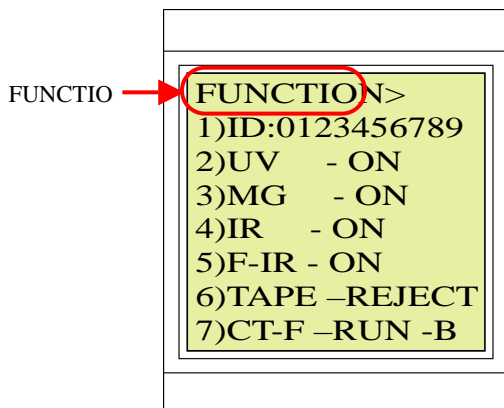 FUNCTIO
FUNCTION>
1)ID:0123456789
2)UV - ON
3)MG - ON
4)IR - ON
5)F-IR - ON
6)TAPE –REJECT
7)CT-F –RUN -B